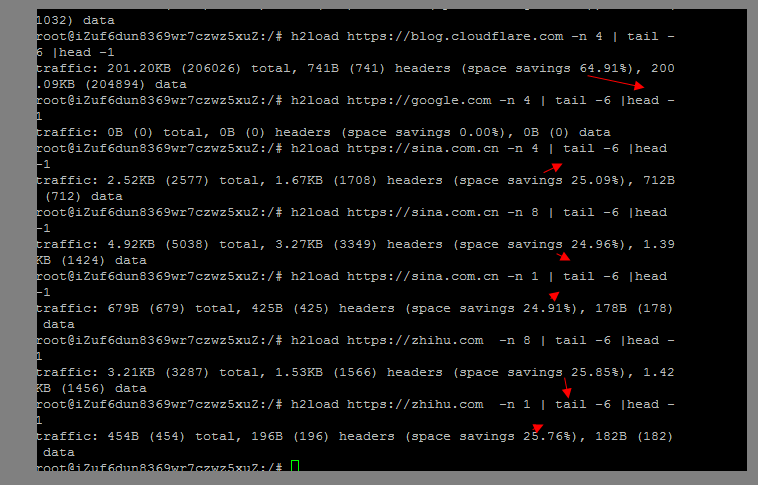 1032) data
root@iZuf6dun8369wr7czwz5xuZ:/# h2load https://blog.cloudflare.com -n 4 | tail -
6 |head -1
traffic: 201.20KB (206026) total, 741B (741) headers (space savings 64.91%), 200
.09KB (204894) data
root@iZuf6dun8369wr7czwz5xuZ:/# h2load https://google.com -n 4 | tail -6 |head -
1
traffic: 0B (0) total, 0B (0) headers (space savings 0.00%), 0B (0) data
root@iZuf6dun8369wr7czwz5xuZ:/# h2load https://sina.com.cn -n 4 | tail -6 |head
-1
traffic: 2.52KB (2577) total, 1.67KB (1708) headers (space savings 25.09%), 712B
 (712) data
root@iZuf6dun8369wr7czwz5xuZ:/# h2load https://sina.com.cn -n 8 | tail -6 |head
-1
traffic: 4.92KB (5038) total, 3.27KB (3349) headers (space savings 24.96%), 1.39
KB (1424) data
root@iZuf6dun8369wr7czwz5xuZ:/# h2load https://sina.com.cn -n 1 | tail -6 |head
-1
traffic: 679B (679) total, 425B (425) headers (space savings 24.91%), 178B (178)
 data
root@iZuf6dun8369wr7czwz5xuZ:/# h2load https://zhihu.com  -n 8 | tail -6 |head -
1
traffic: 3.21KB (3287) total, 1.53KB (1566) headers (space savings 25.85%), 1.42
KB (1456) data
root@iZuf6dun8369wr7czwz5xuZ:/# h2load https://zhihu.com  -n 1 | tail -6 |head -
1
traffic: 454B (454) total, 196B (196) headers (space savings 25.76%), 182B (182)
 data
root@iZuf6dun8369wr7czwz5xuZ:/#